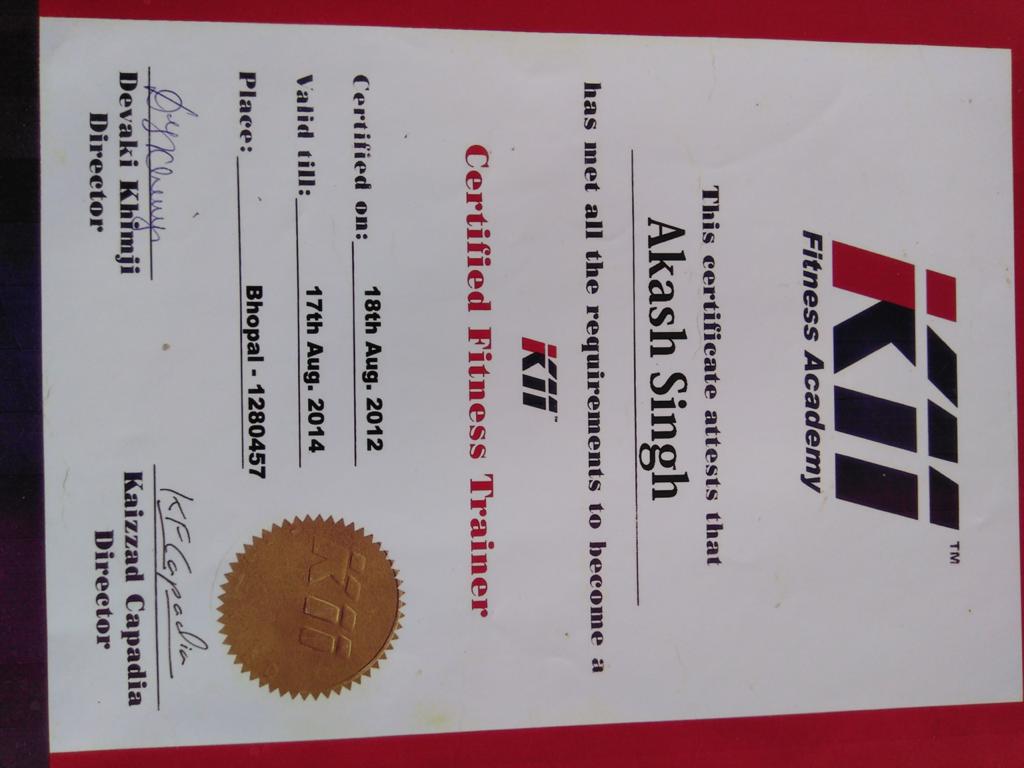 Kii™
Fitness Academy
This certificate attests that
Akash Singh
has met all the requirements to become a
Kii™
Certified Fitness Trainer
Certified on: 18th Aug. 2012
Valid till: 17th Aug. 2014
Place: Bhopal - 1280457
Kii
KFCapadia
Devaki Khimji
Director
Kaizzad Capadia
Director